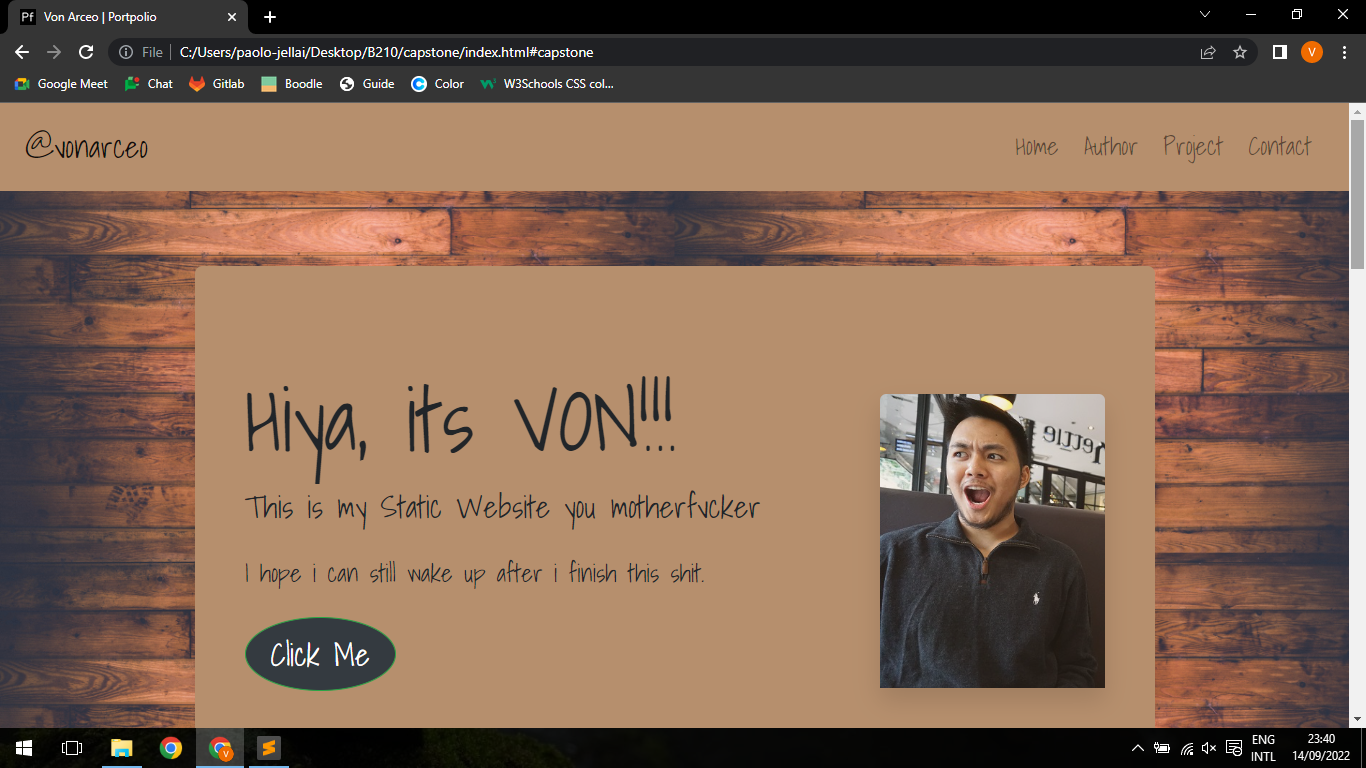 Pf Von Arceo | Portpolio
File C:/Users/paolo-jellai/Desktop/B210/capstone/index.html#capstone V
Google Meet Chat Gitlab Boodle Guide Color W3Schools CSS col...
@vonarceo Home Author Project Contact
Hiya, its VON!!!...
This is my Static Website you motherfvcker
I hope i can still wake up after i finish this shit.
Click Me
V
ENG 23:40
INTL 14/09/2022